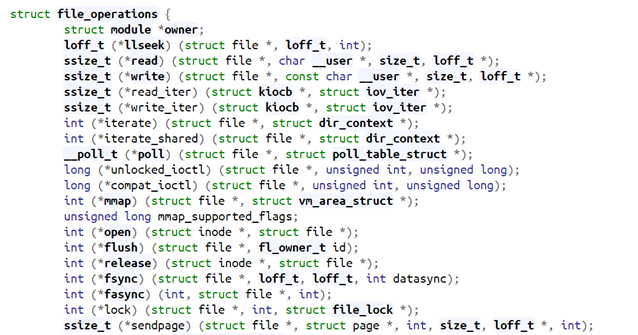 struct file_operations {
struct module *owner;
loff_t (*llseek) (struct file *, loff_t, int);
ssize_t (*read) (struct file *, char __user *, size_t, loff_t *);
ssize_t (*write) (struct file *, const char __user *, size_t, loff_t *);
ssize_t (*read_iter) (struct kiocb *, struct iov_iter *);
ssize_t (*write_iter) (struct kiocb *, struct iov_iter *);
int (*iterate) (struct file *, struct dir_context *);
int (*iterate_shared) (struct file *, struct dir_context *);
__poll_t (*poll) (struct file *, struct poll_table_struct *);
long (*unlocked_ioctl) (struct file *, unsigned int, unsigned long);
long (*compat_ioctl) (struct file *, unsigned int, unsigned long);
int (*mmap) (struct file *, struct vm_area_struct *);
unsigned long mmap_supported_flags;
int (*open) (struct inode *, struct file *);
int (*flush) (struct file *, fl_owner_t id);
int (*release) (struct inode *, struct file *);
int (*fsync) (struct file *, loff_t, loff_t, int datasync);
int (*fasync) (int, struct file *, int);
int (*lock) (struct file *, int, struct file_lock *);
ssize_t (*sendpage) (struct file *, struct page *, int, size_t, loff_t *, int);